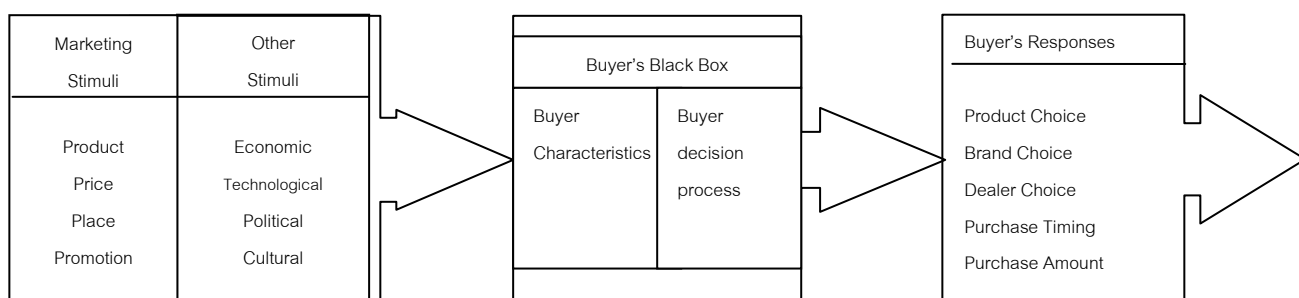 Marketing
Stimuli
Other
Stimuli
Product
Price
Place
Promotion
Economic
Technological
Political
Cultural
Buyer's Black Box
Buyer
Characteristics
Buyer
decision
process
Buyer's Responses
Product Choice
Brand Choice
Dealer Choice
Purchase Timing
Purchase Amount